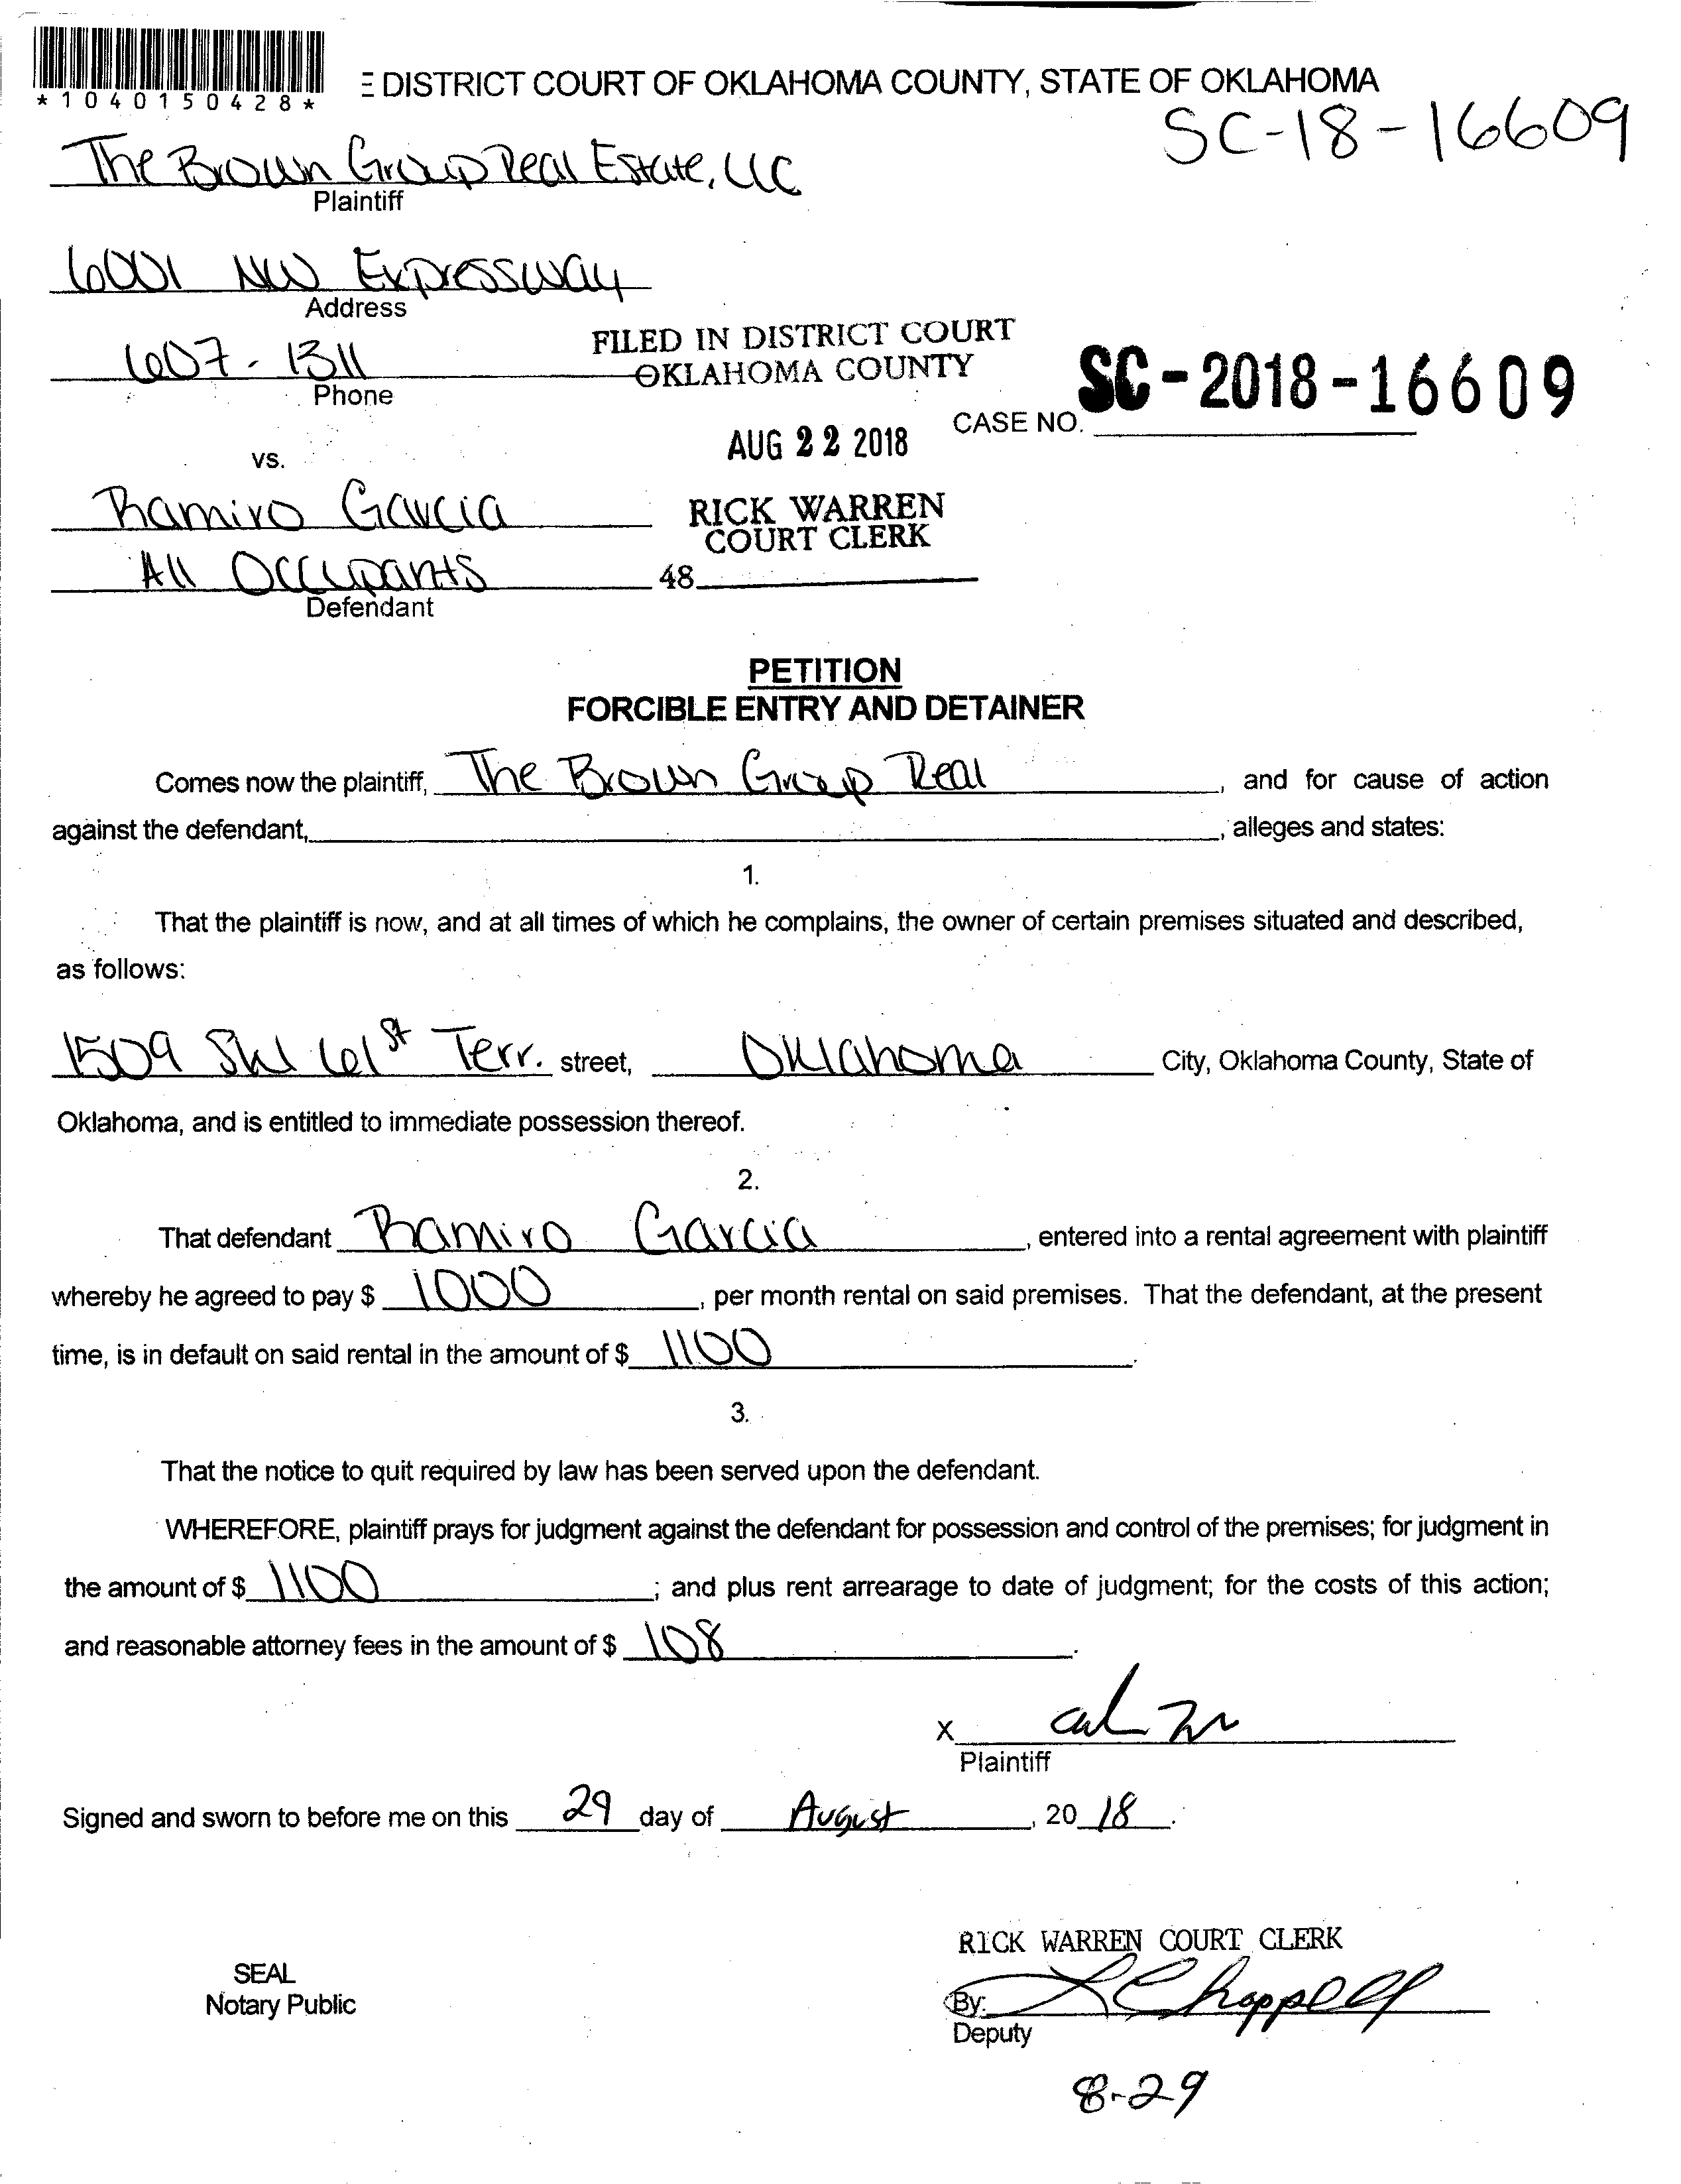 *1040150428*
E DISTRICT COURT OF OKLAHOMA COUNTY, STATE OF OKLAHOMA
SC-18-16609
The Brown Group Real Estate, LLC
Plaintiff
6001 NW Expressway
Address
607-1311
Phone
FILED IN DISTRICT COURT
OKLAHOMA COUNTY
AUG 22 2018
CASE NO. SC-2018-16609
vs.
Ramiro Garcia
RICK WARREN
COURT CLERK
All Occupants
48
Defendant
PETITION
FORCIBLE ENTRY AND DETAINER
Comes now the plaintiff, The Brown Group Real, and for cause of action
against the defendant, , alleges and states:
1.
That the plaintiff is now, and at all times of which he complains, the owner of certain premises situated and described,
as follows:
1509 SW 61st Terr. street, Oklahoma City, Oklahoma County, State of
Oklahoma, and is entitled to immediate possession thereof.
2.
That defendant Ramiro Garcia, entered into a rental agreement with plaintiff
whereby he agreed to pay $ 1000, per month rental on said premises. That the defendant, at the present
time, is in default on said rental in the amount of $ 1100.
3.
That the notice to quit required by law has been served upon the defendant.
WHEREFORE, plaintiff prays for judgment against the defendant for possession and control of the premises; for judgment in
the amount of $ 1100; and plus rent arrearage to date of judgment; for the costs of this action;
and reasonable attorney fees in the amount of $ 108.
X
Plaintiff
Signed and sworn to before me on this 29 day of August, 2018.
RICK WARREN COURT CLERK
SEAL
Notary Public
By: L Chappell
Deputy
8-29